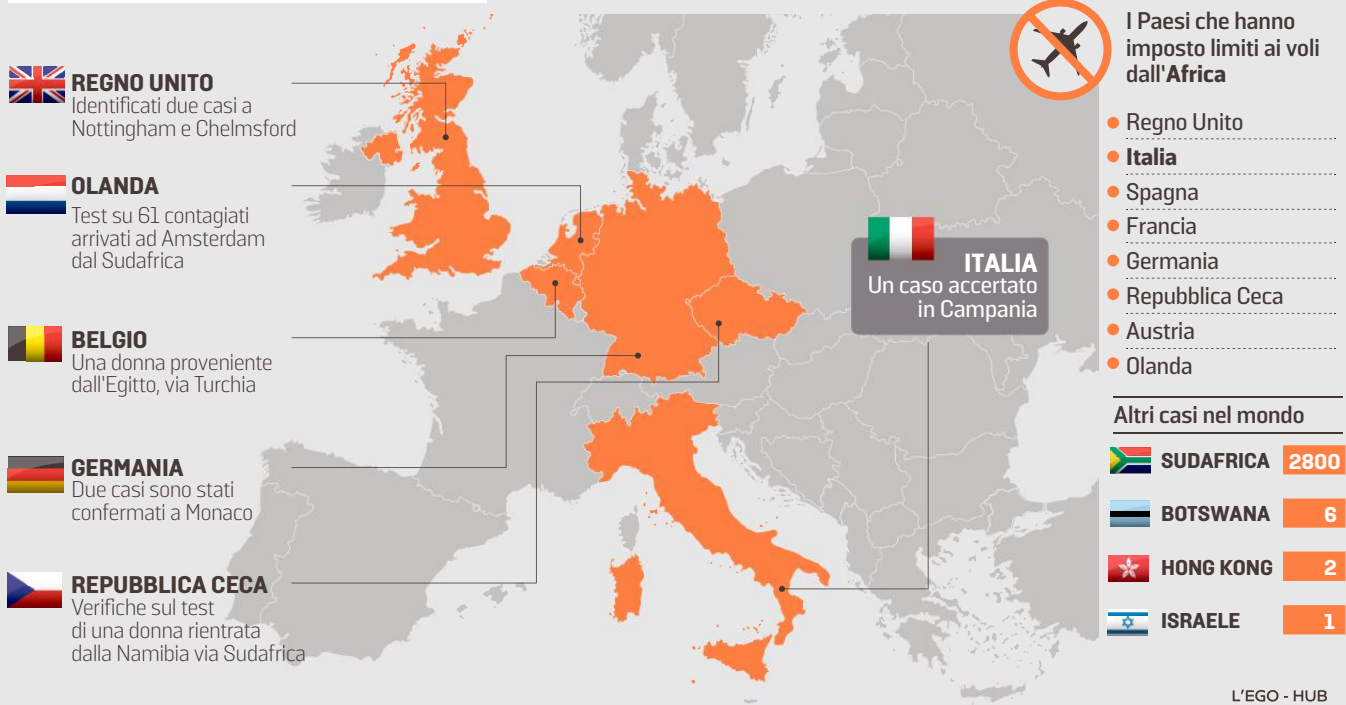 REGNO UNITO
Identificati due casi a
Nottingham e Chelmsford
OLANDA
Test su 61 contagiati
arrivati ad Amsterdam
dal Sudafrica
BELGIO
Una donna proveniente
dall'Egitto, via Turchia
GERMANIA
Due casi sono stati
confermati a Monaco
REPUBBLICA CECA
Verifiche sul test
di una donna rientrata
dalla Namibia via Sudafrica
ITALIA
Un caso accertato
in Campania
I Paesi che hanno
imposto limiti ai voli
dall'Africa
Regno Unito
Italia
Spagna
Francia
Germania
Repubblica Ceca
Austria
Olanda
Altri casi nel mondo
SUDAFRICA 2800
BOTSWANA 6
HONG KONG 2
ISRAELE 1
L'EGO - HUB